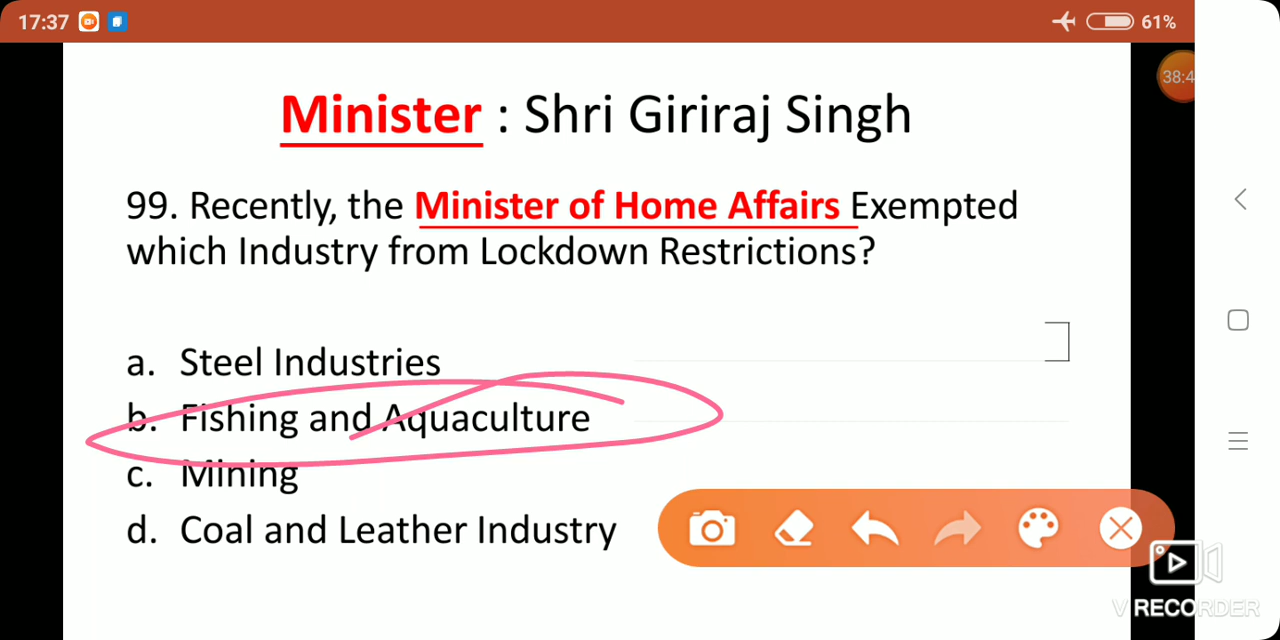 17:37
61%
38:4
Minister : Shri Giriraj Singh
99. Recently, the Minister of Home Affairs Exempted
which Industry from Lockdown Restrictions?
a. Steel Industries
b. Fishing and Aquaculture
c. Mining
d. Coal and Leather Industry
V RECORDER